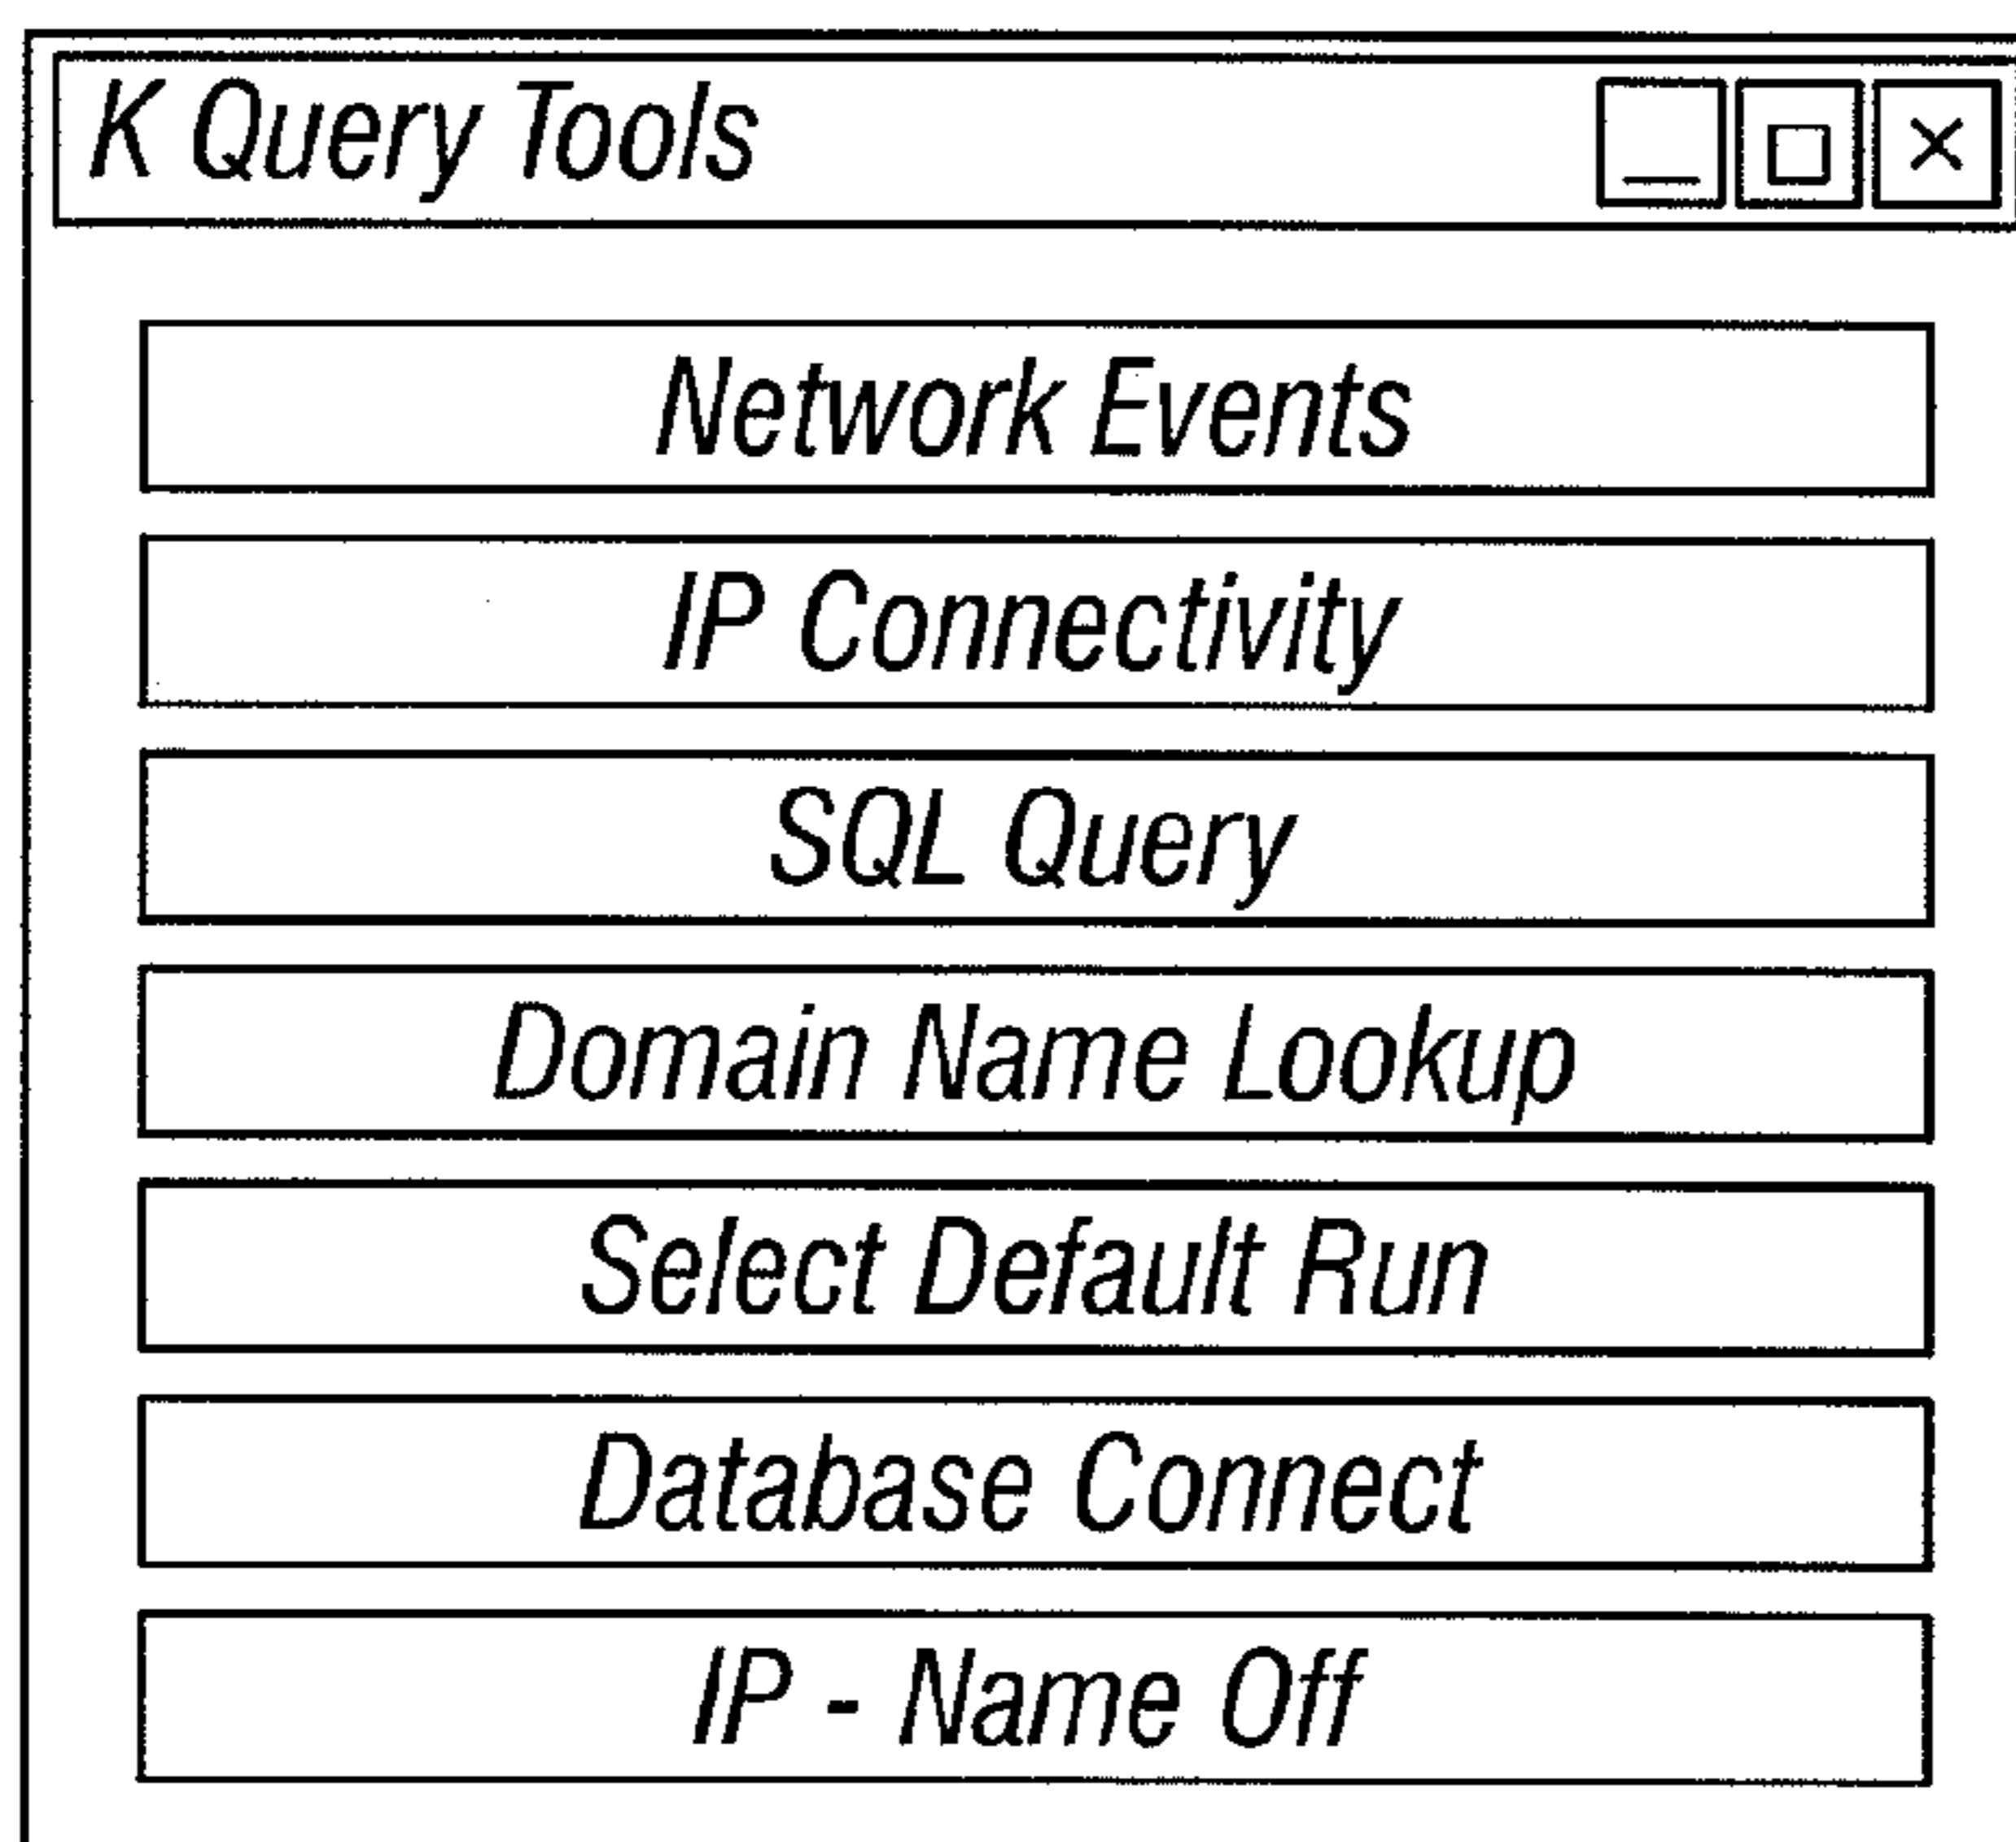 K Query Tools
Network Events
IP Connectivity
SQL Query
Domain Name Lookup
Select Default Run
Database Connect
IP - Name Off